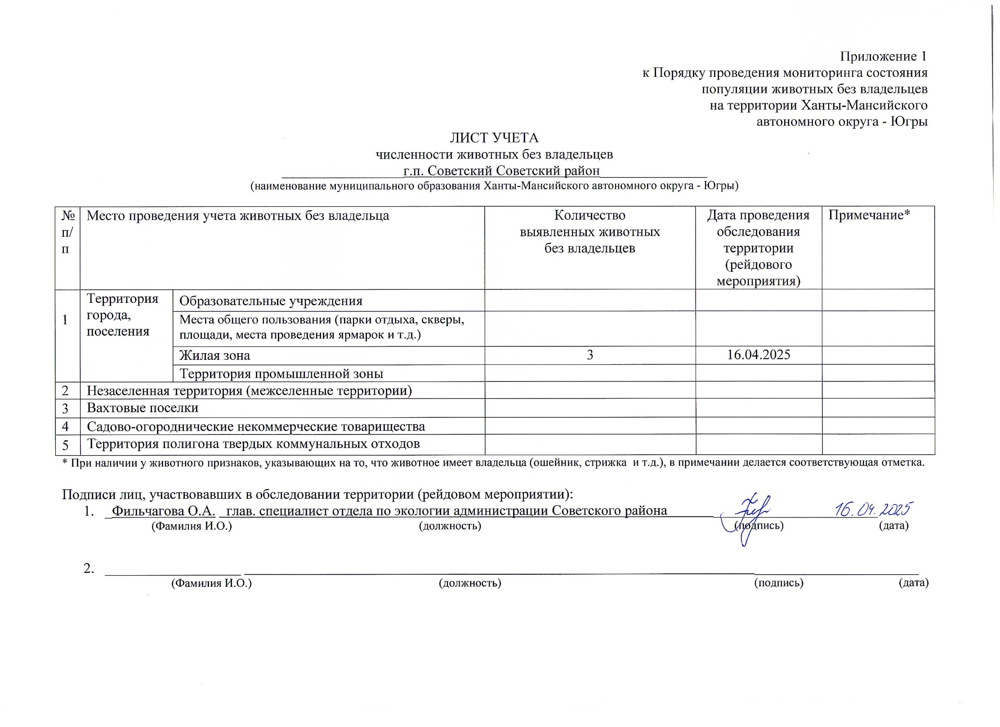 Приложение 1
к Порядку проведения мониторинга состояния
популяции животных без владельцев
на территории Ханты-Мансийского
автономного округа - Югры
ЛИСТ УЧЕТА
численности животных без владельцев
г.п. Советский Советский район
(наименование муниципального образования Ханты-Мансийского автономного округа - Югры)
№ п/п
Место проведения учета животных без владельца
Количество
выявленных животных
без владельцев
Дата проведения
обследования
территории
(рейдового
мероприятия)
Примечание*
1
Территория
города,
поселения
Образовательные учреждения
Места общего пользования (парки отдыха, скверы,
площади, места проведения ярмарок и т.д.)
Жилая зона 3 16.04.2025
Территория промышленной зоны
2 Незаселенная территория (межселенные территории)
3 Вахтовые поселки
4 Садово-огороднические некоммерческие товарищества
5 Территория полигона твердых коммунальных отходов
* При наличии у животного признаков, указывающих на то, что животное имеет владельца (ошейник, стрижка и т.д.), в примечании делается соответствующая отметка.
Подписи лиц, участвовавших в обследовании территории (рейдовом мероприятии):
1. Фильчагова О.А. глав. специалист отдела по экологии администрации Советского района 16.04.2025
(Фамилия И.О.) (должность) (подпись) (дата)
2.
(Фамилия И.О.) (должность) (подпись) (дата)